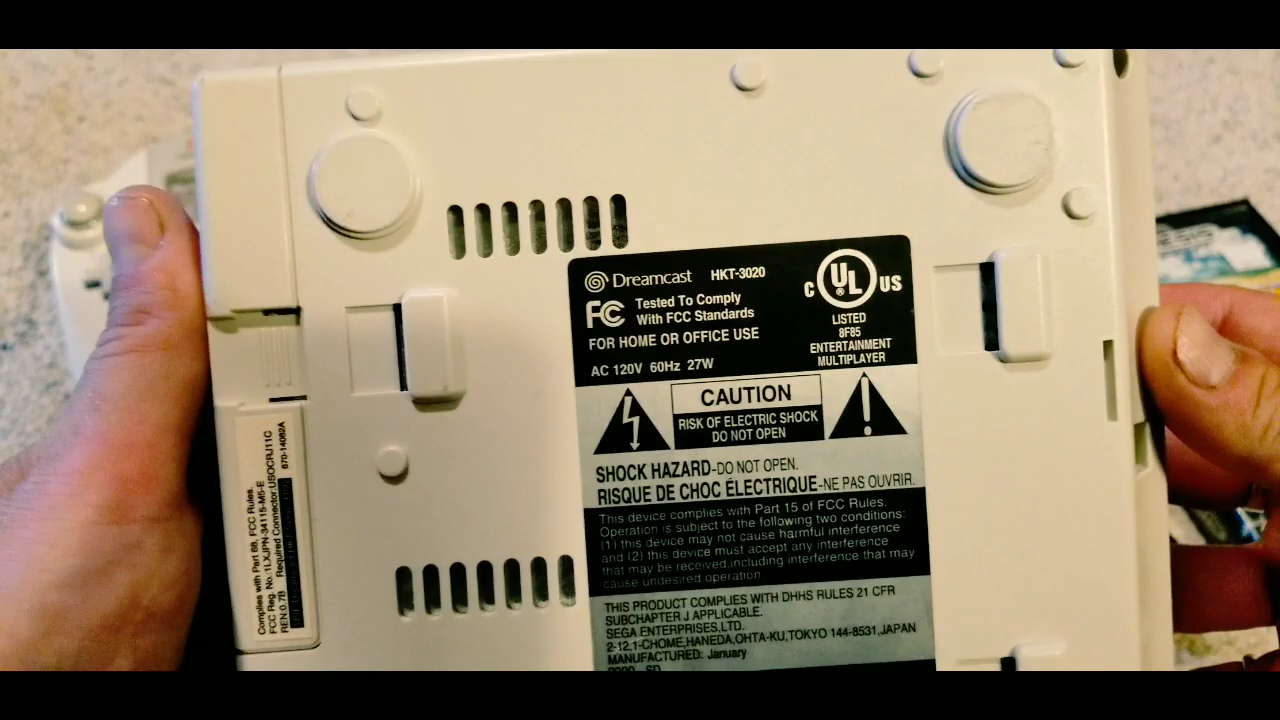 Dreamcast HKT-3020
FC Tested To Comply
With FCC Standards
FOR HOME OR OFFICE USE
AC 120V 60Hz 27W
C UL® US
LISTED
8F85
ENTERTAINMENT
MULTIPLAYER
CAUTION
RISK OF ELECTRIC SHOCK
DO NOT OPEN
SHOCK HAZARD-DO NOT OPEN.
RISQUE DE CHOC ÉLECTRIQUE-NE PAS OUVRIR.
This device complies with Part 15 of FCC Rules.
Operation is subject to the following two conditions:
(1) this device may not cause harmful interference
and (2) this device must accept any interference
that may be received,including interference that may
cause undesired operation.
THIS PRODUCT COMPLIES WITH DHHS RULES 21 CFR
SUBCHAPTER J APPLICABLE.
SEGA ENTERPRISES,LTD.
2-12,1-CHOME,HANEDA,OHTA-KU,TOKYO 144-8531,JAPAN
MANUFACTURED: January
Complies with Part 68, FCC Rules.
FCC Reg. No. :1LXJPN-34115-M5-E
REN:0.7B Required Connector:USOCRJ11C
670-14082A